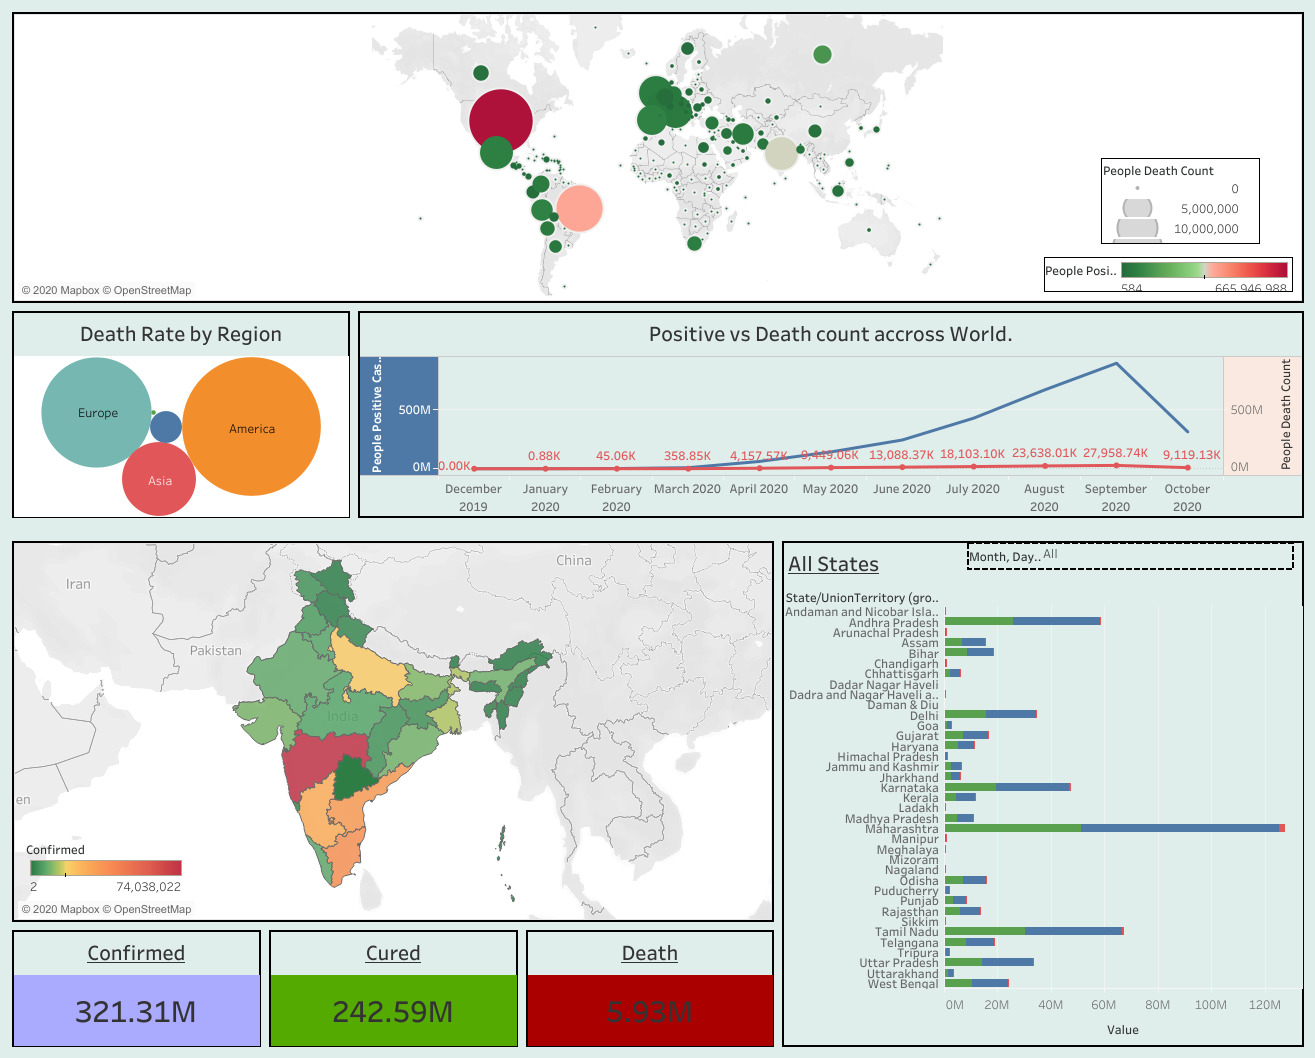 People Death Count
0
5,000,000
10,000,000
People Posi..
584
665,946,988
© 2020 Mapbox © OpenStreetMap
Death Rate by Region
Europe
America
Asia
Positive vs Death count accross World.
People Positive Cas..
500M
0M
0.00K
0.88K
45.06K
358.85K
4,157.57K
9,449.06K
13,088.37K
18,103.10K
23,638.01K
27,958.74K
9,119.13K
500M
0M
People Death Count
December
2019
January
2020
February
2020
March 2020
April 2020
May 2020
June 2020
July 2020
August
2020
September
2020
October
2020
Iran
China
Pakistan
India
en
Confirmed
2
74,038,022
© 2020 Mapbox © OpenStreetMap
Confirmed
321.31M
Cured
242.59M
Death
5.93M
All States
Month, Day.. All
State/UnionTerritory (gro..
Andaman and Nicobar Isla..
Andhra Pradesh
Arunachal Pradesh
Assam
Bihar
Chandigarh
Chhattisgarh
Dadar Nagar Haveli
Dadra and Nagar Haveli a..
Daman & Diu
Delhi
Goa
Gujarat
Haryana
Himachal Pradesh
Jammu and Kashmir
Jharkhand
Karnataka
Kerala
Ladakh
Madhya Pradesh
Maharashtra
Manipur
Meghalaya
Mizoram
Nagaland
Odisha
Puducherry
Punjab
Rajasthan
Sikkim
Tamil Nadu
Telangana
Tripura
Uttar Pradesh
Uttarakhand
West Bengal
0M
20M
40M
60M
80M
100M
120M
Value